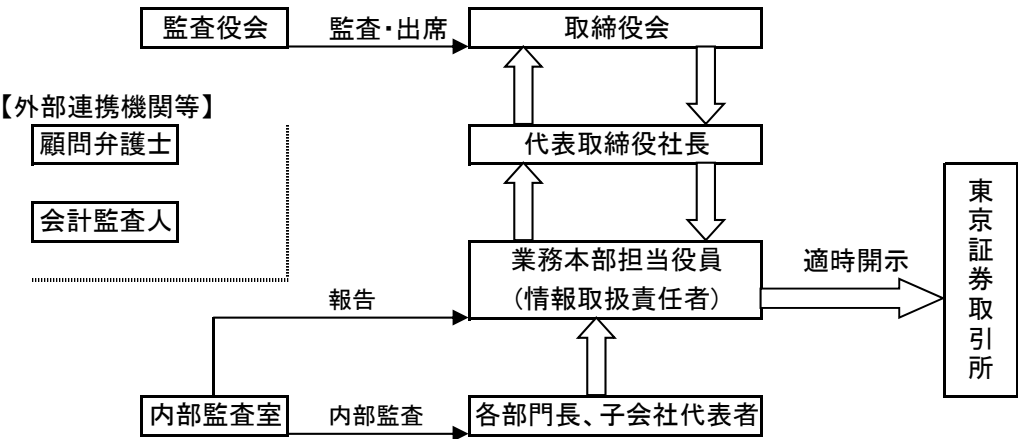 監査役会
監査・出席
取締役会
【外部連携機関等】
顧問弁護士
代表取締役社長
会計監査人
業務本部担当役員
（情報取扱責任者）
適時開示
東京証券取引所
報告
内部監査室
内部監査
各部門長、子会社代表者